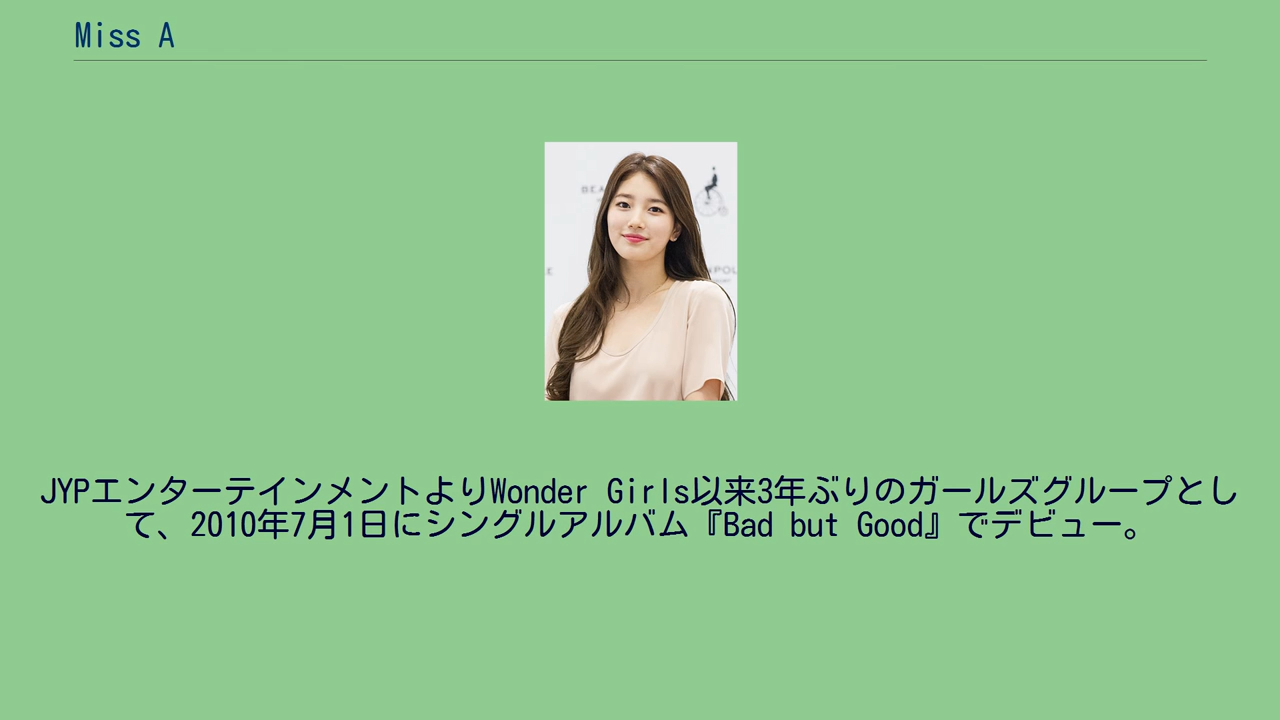 Miss A
BEA
NPOL
E
JYPエンターテインメントよりWonder Girls以来3年ぶりのガールズグループとし
て、2010年7月1日にシングルアルバム『Bad but Good』でデビュー。